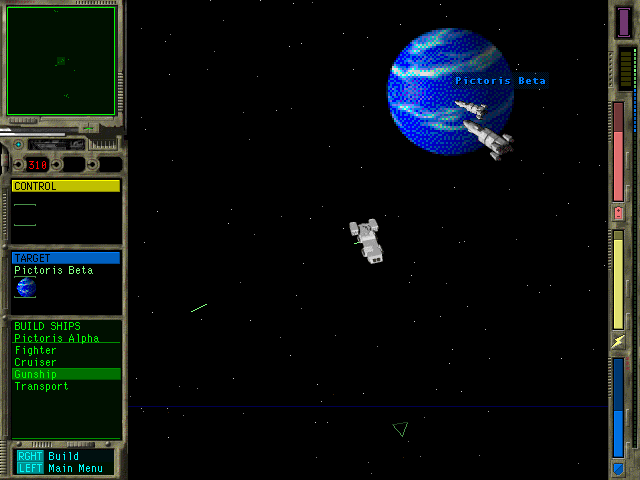 Pictoris Beta
310
CONTROL
TARGET
Pictoris Beta
BUILD SHIPS
Pictoris Alpha
Fighter
Cruiser
Gunship
Transport
RGHT Build
LEFT Main Menu